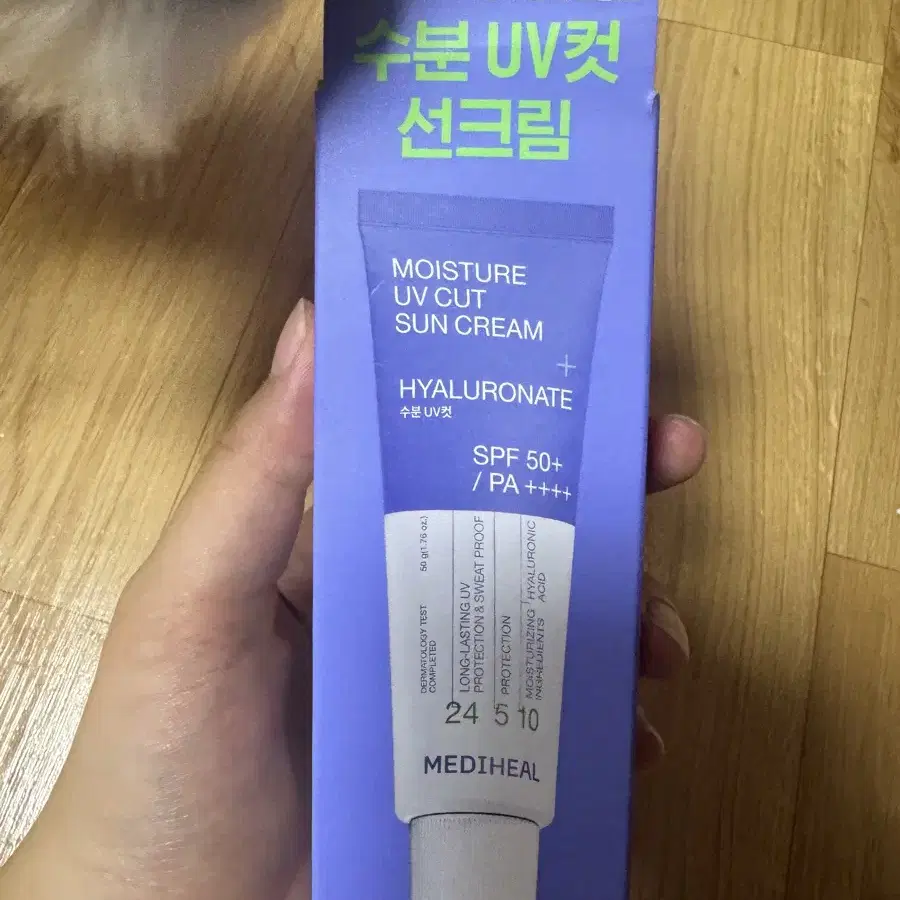 수분 UV컷
선크림
MOISTURE
UV CUT
SUN CREAM
+
HYALURONATE
수분 UV컷
SPF 50+
/ PA ++++
DERMATOLOGY TEST
COMPLETED
50 g(1.76 oz.)
LONG-LASTING UV
PROTECTION & SWEAT PROOF
PROTECTION
MOISTURIZING
INGREDIENTS
HYALURONIC
ACID
24 5 10
MEDIHEAL